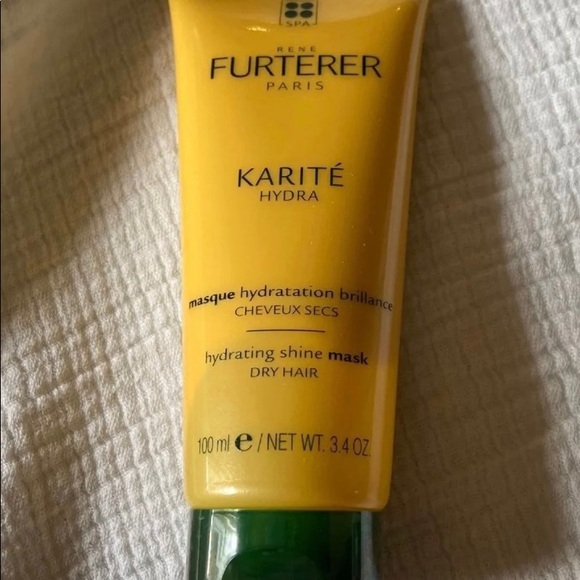 SPA
RENE
FURTERER
PARIS
KARITÉ
HYDRA
masque hydratation brillance
CHEVEUX SECS
hydrating shine mask
DRY HAIR
100 ml ℮ / NET WT. 3.4 OZ.